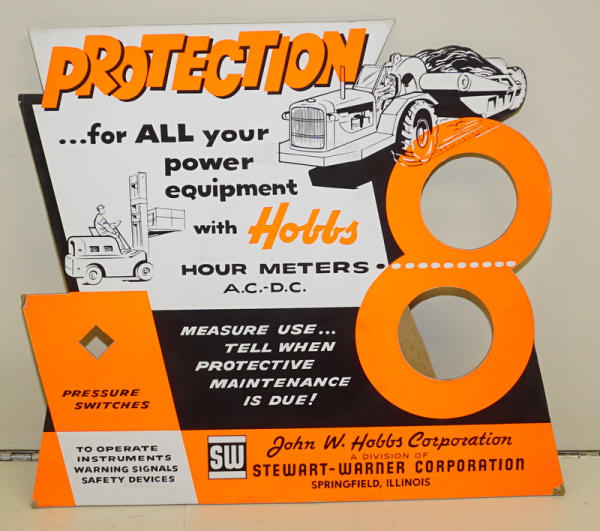 PROTECTION
...for ALL your
power
equipment
with Hobbs
HOUR METERS
A.C.-D.C.
MEASURE USE...
TELL WHEN
PROTECTIVE
MAINTENANCE
IS DUE!
PRESSURE
SWITCHES
TO OPERATE
INSTRUMENTS
WARNING SIGNALS
SAFETY DEVICES
SW
John W. Hobbs Corporation
A DIVISION OF
STEWART-WARNER CORPORATION
SPRINGFIELD, ILLINOIS